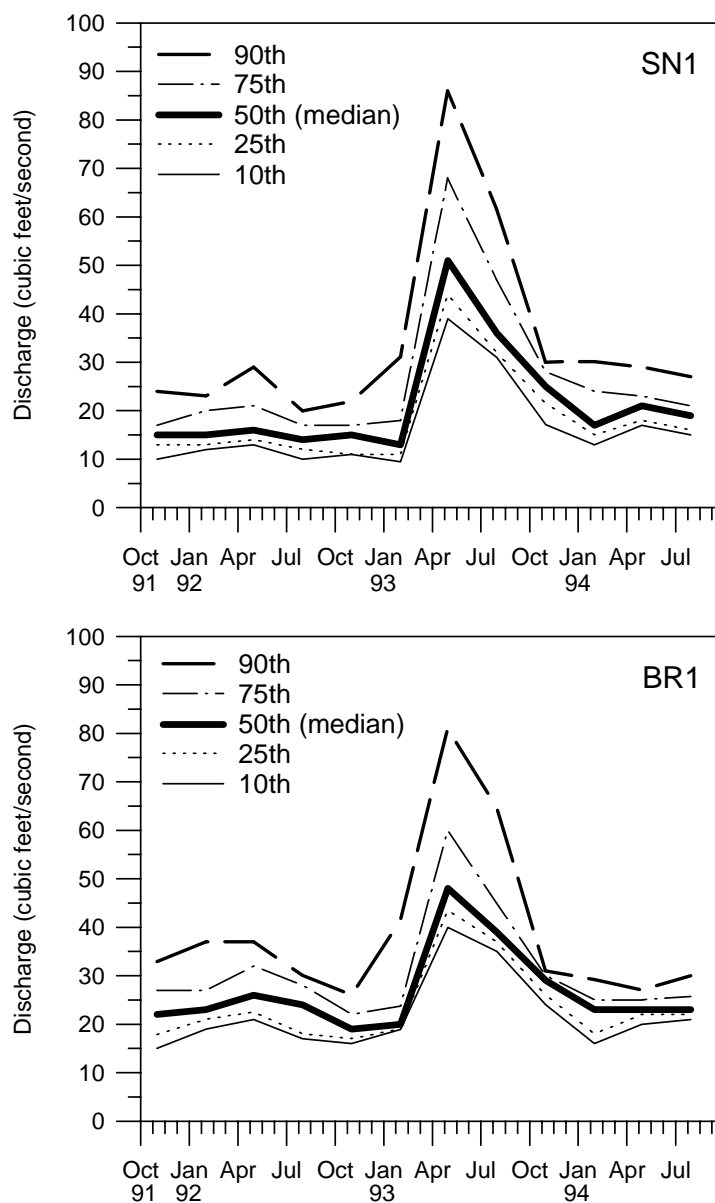 100
90
80
70
60
50
40
30
20
10
0
Discharge (cubic feet/second)
SN1
90th
75th
50th (median)
25th
10th
Oct Jan Apr Jul Oct Jan Apr Jul Oct Jan Apr Jul
91 92 93 94
100
90
80
70
60
50
40
30
20
10
0
Discharge (cubic feet/second)
BR1
90th
75th
50th (median)
25th
10th
Oct Jan Apr Jul Oct Jan Apr Jul Oct Jan Apr Jul
91 92 93 94